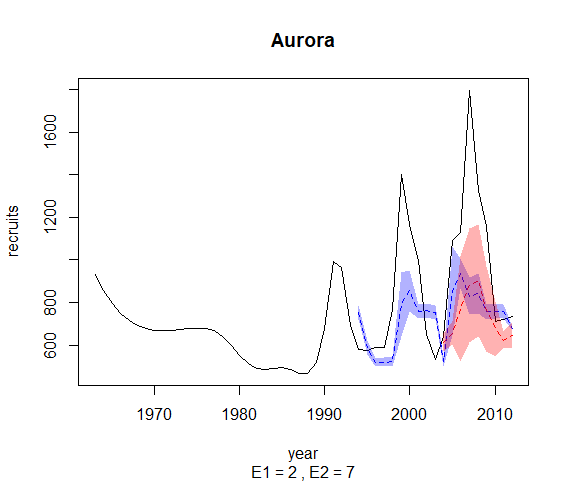 Aurora
recruits
1600
1200
800
600
1970 1980 1990 2000 2010
year
E1 = 2 , E2 = 7